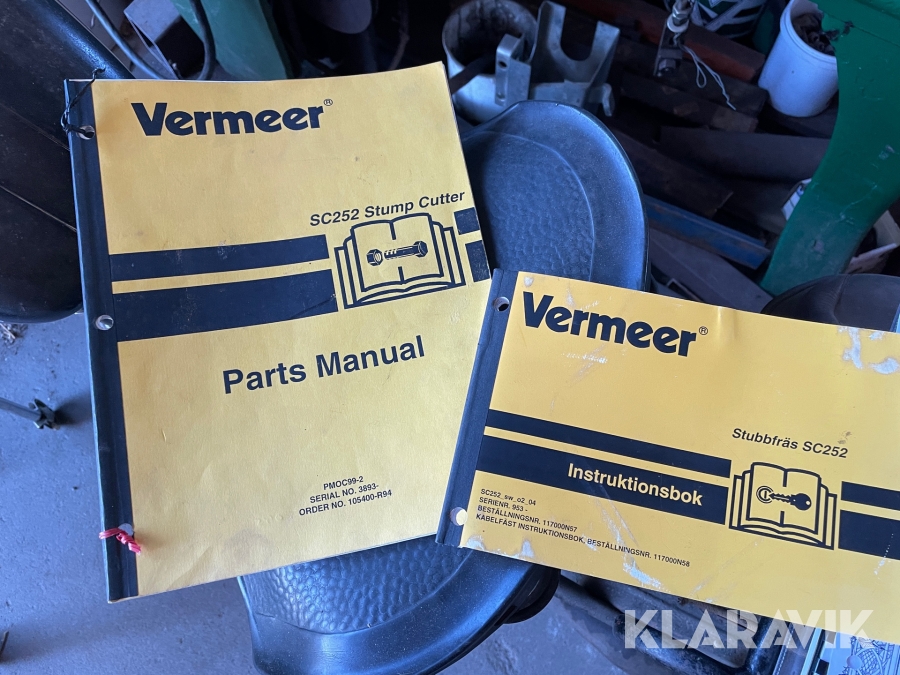 Vermeer®
SC252 Stump Cutter
Parts Manual
PMOC99-2
SERIAL NO. 3893-
ORDER NO. 105400-R94
Vermeer®
Stubbfräs SC252
Instruktionsbok
SC252_sw_o2_04
SERIENR. 953 -
BESTÄLLNINGSNR. 117000N57
KABELFÄST INSTRUKTIONSBOK, BESTÄLLNINGSNR. 117000N58
KLARAVIK